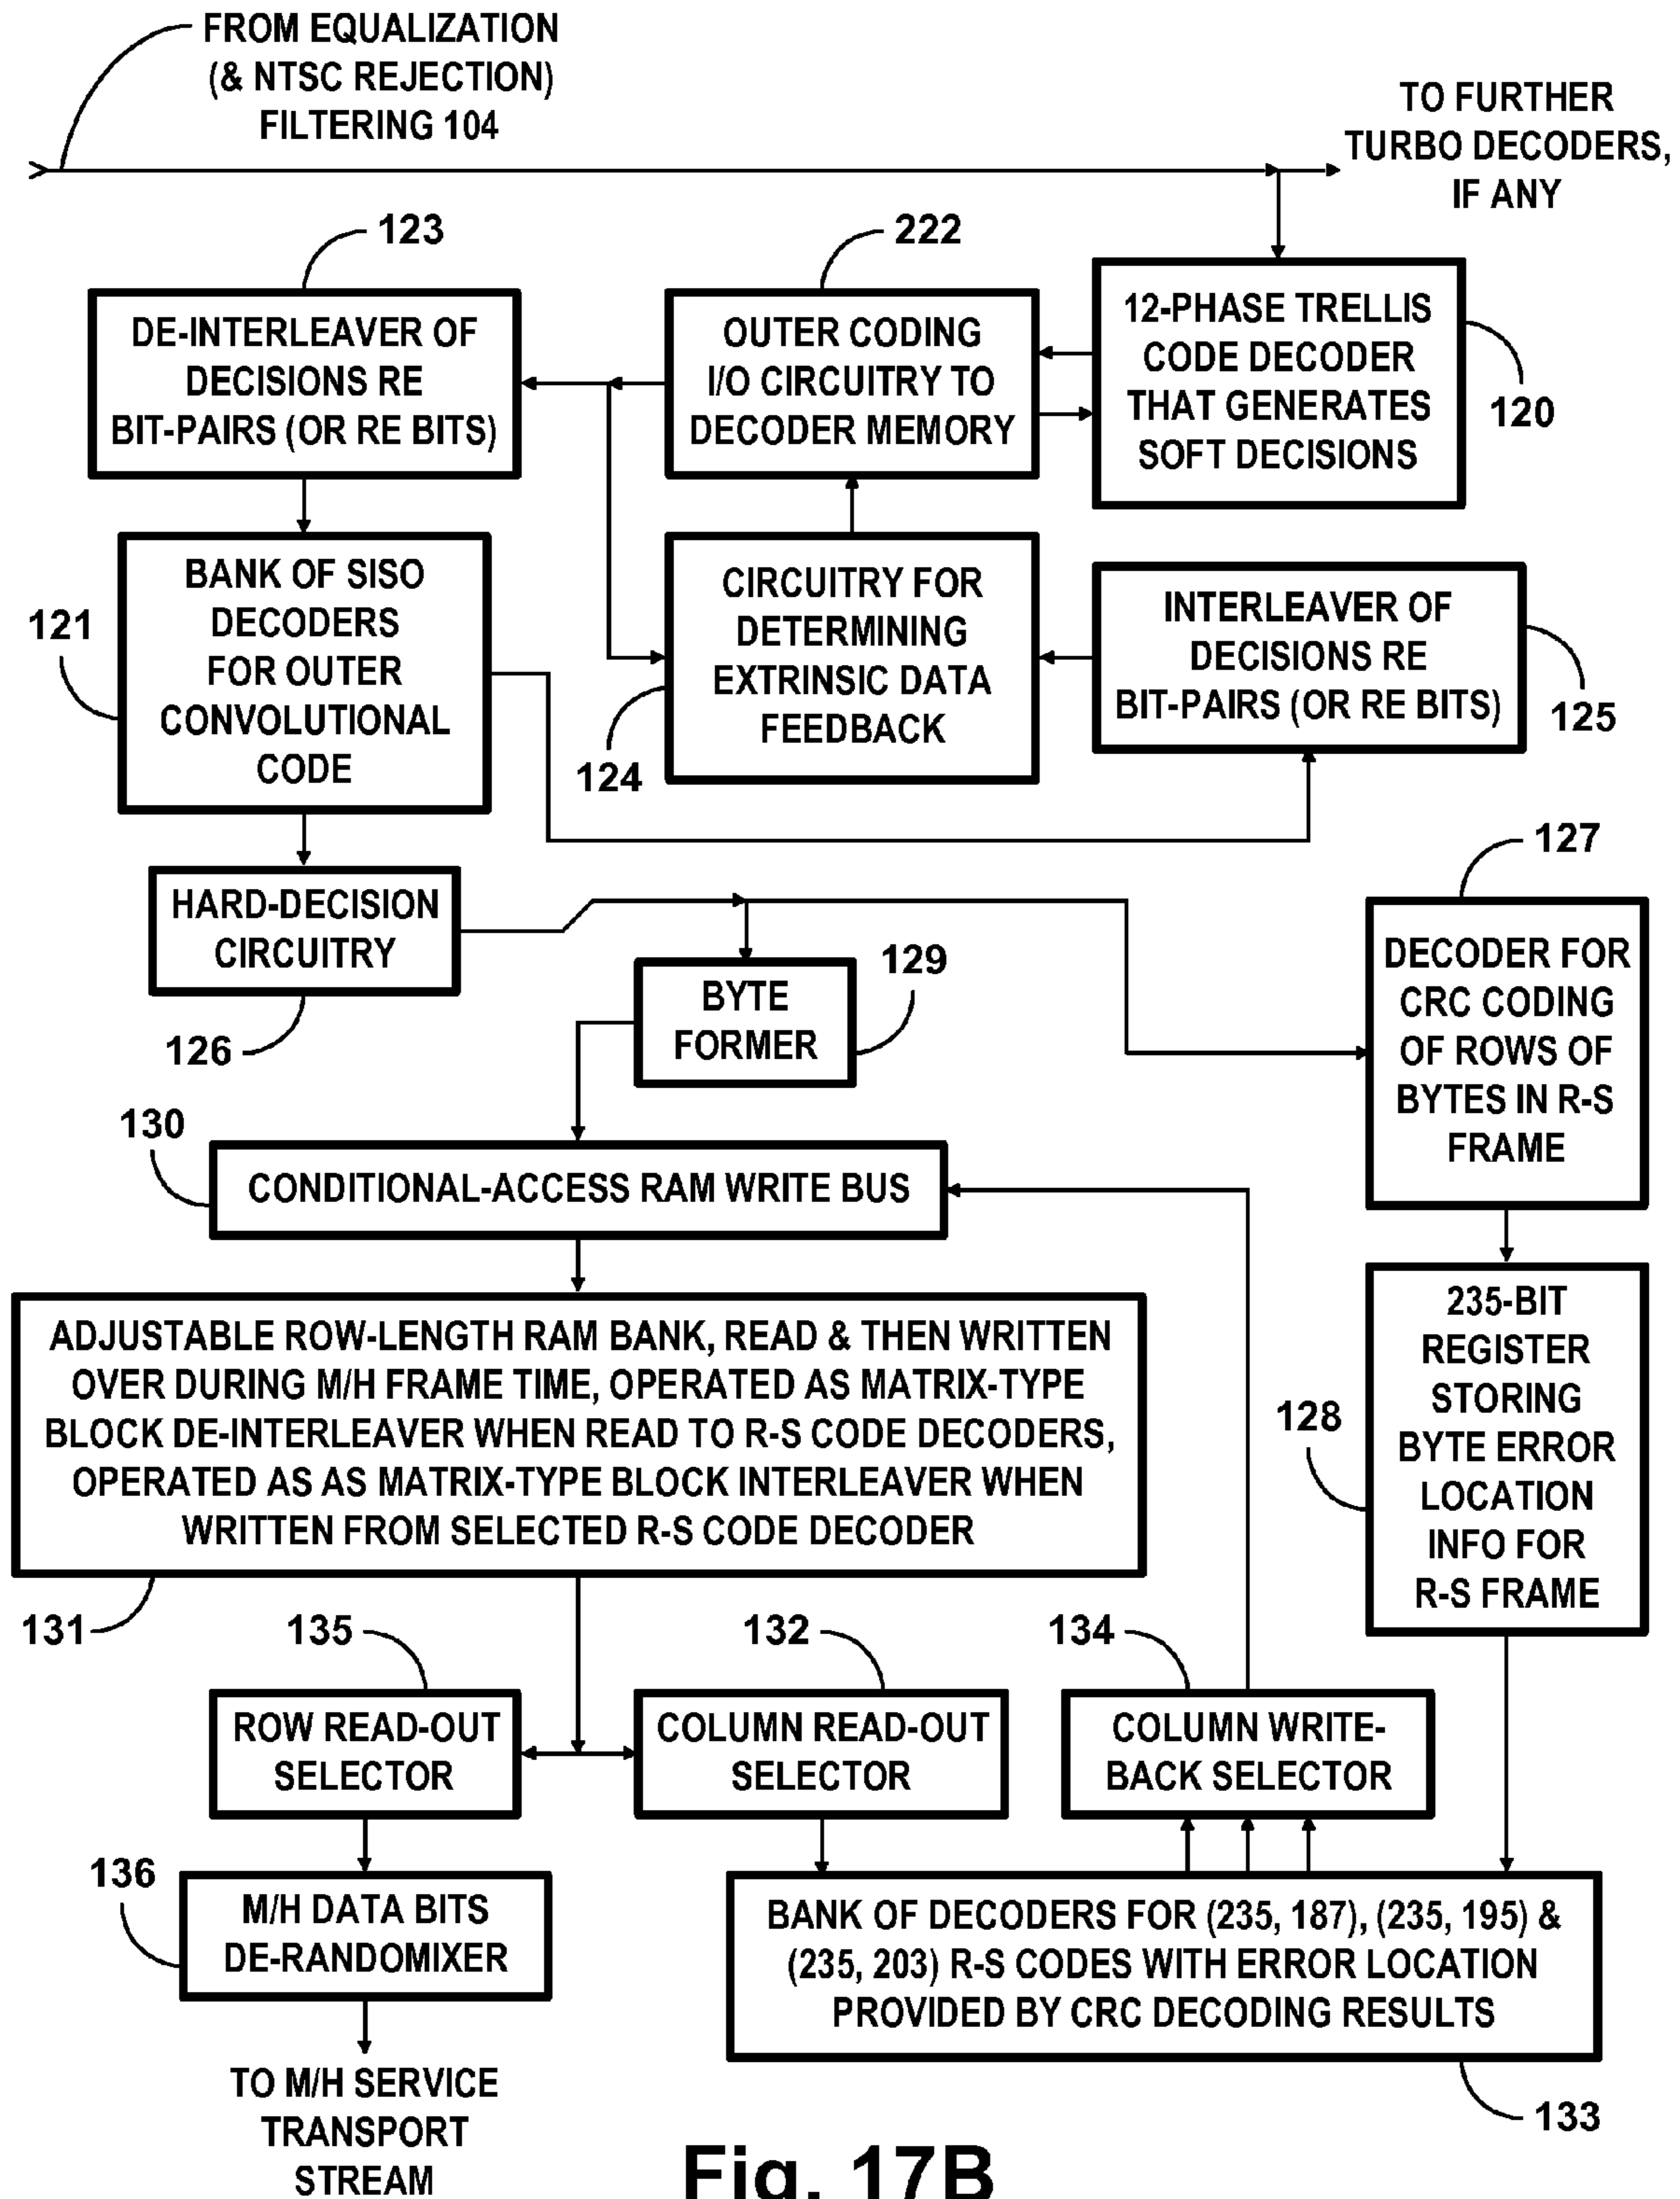 FROM EQUALIZATION
(& NTSC REJECTION)
FILTERING 104
TO FURTHER
TURBO DECODERS,
IF ANY
123
222
DE-INTERLEAVER OF
DECISIONS RE
BIT-PAIRS (OR RE BITS)
OUTER CODING
I/O CIRCUITRY TO
DECODER MEMORY
12-PHASE TRELLIS
CODE DECODER
THAT GENERATES
SOFT DECISIONS
120
121
BANK OF SISO
DECODERS
FOR OUTER
CONVOLUTIONAL
CODE
CIRCUITRY FOR
DETERMINING
EXTRINSIC DATA
FEEDBACK
124
INTERLEAVER OF
DECISIONS RE
BIT-PAIRS (OR RE BITS)
125
HARD-DECISION
CIRCUITRY
126
BYTE
FORMER
129
127
DECODER FOR
CRC CODING
OF ROWS OF
BYTES IN R-S
FRAME
130
CONDITIONAL-ACCESS RAM WRITE BUS
ADJUSTABLE ROW-LENGTH RAM BANK, READ & THEN WRITTEN
OVER DURING M/H FRAME TIME, OPERATED AS MATRIX-TYPE
BLOCK DE-INTERLEAVER WHEN READ TO R-S CODE DECODERS,
OPERATED AS AS MATRIX-TYPE BLOCK INTERLEAVER WHEN
WRITTEN FROM SELECTED R-S CODE DECODER
131
128
235-BIT
REGISTER
STORING
BYTE ERROR
LOCATION
INFO FOR
R-S FRAME
135
132
134
ROW READ-OUT
SELECTOR
COLUMN READ-OUT
SELECTOR
COLUMN WRITE-
BACK SELECTOR
136
M/H DATA BITS
DE-RANDOMIXER
BANK OF DECODERS FOR (235, 187), (235, 195) &
(235, 203) R-S CODES WITH ERROR LOCATION
PROVIDED BY CRC DECODING RESULTS
133
TO M/H SERVICE
TRANSPORT
STREAM
Fig. 17B